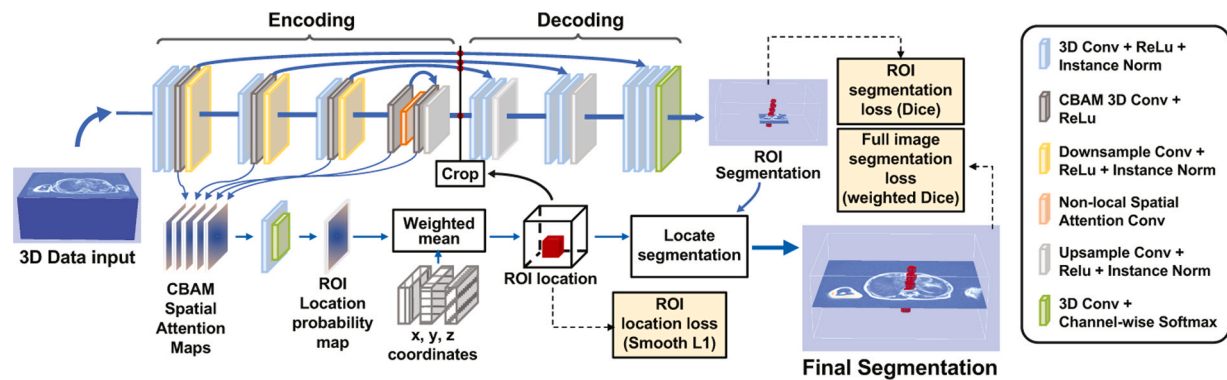 Encoding
Decoding
3D Data input
CBAM
Spatial
Attention
Maps
ROI
Location
probability
map
Weighted
mean
x, y, z
coordinates
Crop
ROI location
ROI
location loss
(Smooth L1)
Locate
segmentation
ROI
Segmentation
ROI
segmentation
loss (Dice)
Full image
segmentation
loss
(weighted Dice)
Final Segmentation
3D Conv + ReLu +
Instance Norm
CBAM 3D Conv +
ReLu
Downsample Conv +
ReLu + Instance Norm
Non-local Spatial
Attention Conv
Upsample Conv +
Relu + Instance Norm
3D Conv +
Channel-wise Softmax